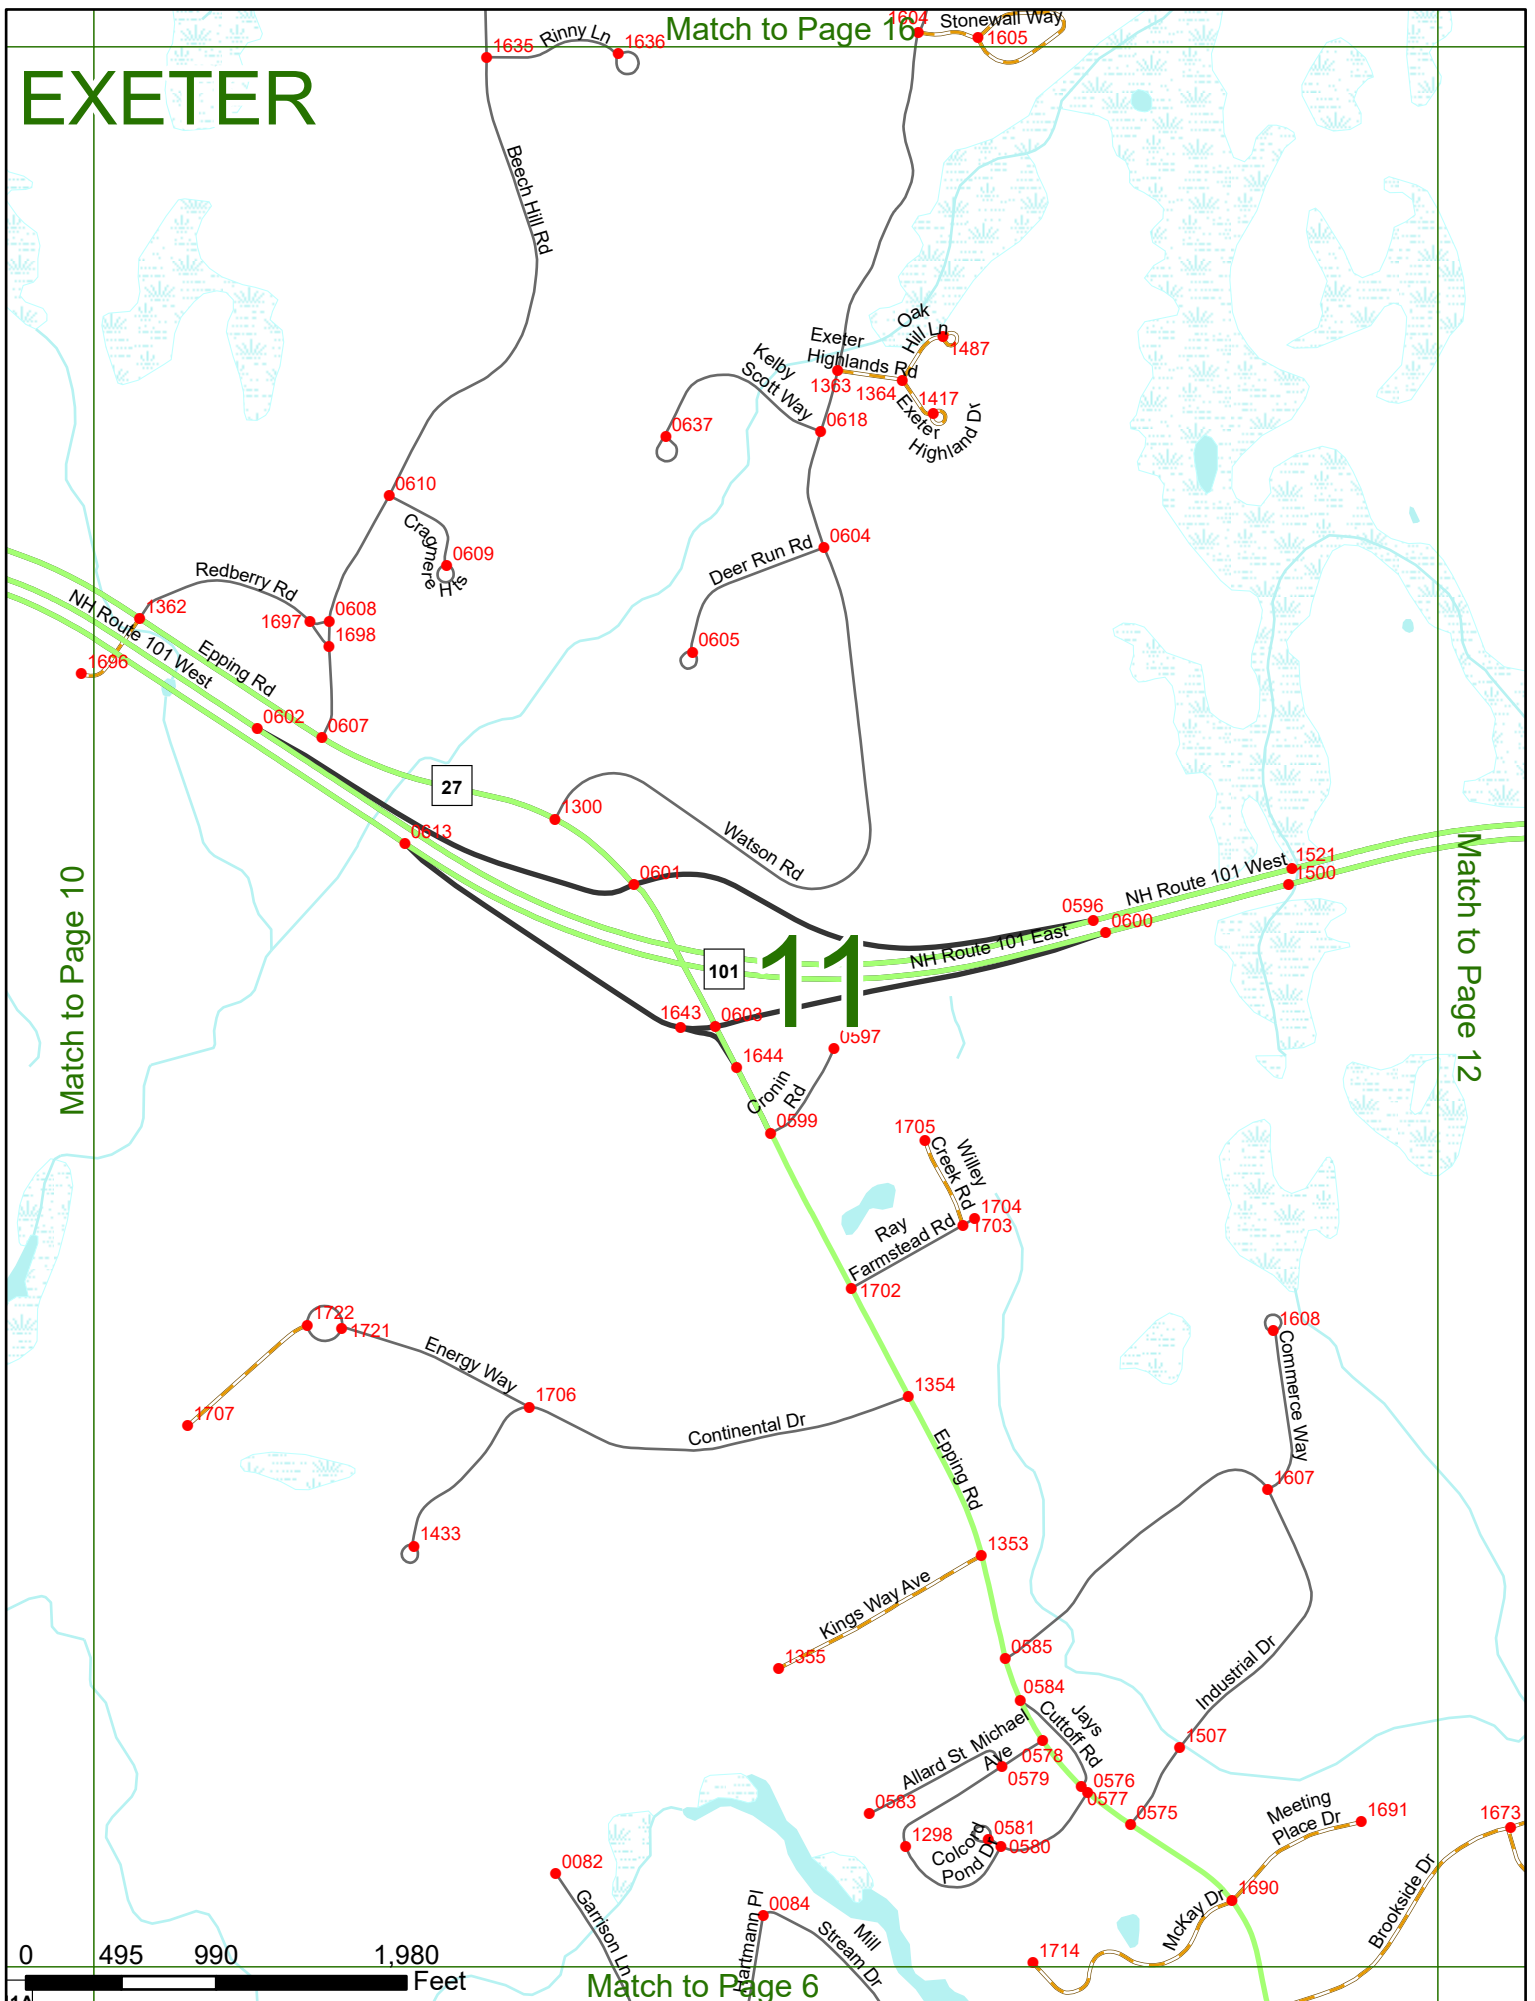 1604
Stonewall Way
Match to Page 16
1605
1635
Rinny Ln
1636
EXETER
Beech Hill Rd
Oak
Hill Ln
1487
Exeter
Highlands Rd
Kelby
Scott Way
1363
1364
1417
Exeter
Highland Dr
0637
0618
0610
Cragmere Hts
0609
0604
Deer Run Rd
Redberry Rd
1362
1697
0608
1698
0605
NH Route 101 West
Epping Rd
1696
0602
0607
27
1300
0613
Watson Rd
0601
1521
NH Route 101 West
1500
Match to Page 10
Match to Page 12
0596
0600
NH Route 101 East
101
11
1643
0603
0597
1644
Cronin
Rd
0599
1705
Willey
Creek Rd
1704
1703
Ray
Farmstead Rd
1702
1722
1721
1608
Energy Way
Commerce Way
1706
1354
1707
Continental Dr
Epping Rd
1607
1433
1353
Kings Way Ave
1355
0585
Industrial Dr
0584
Jays
Cuttoff Rd
Michael
Ave
Allard St
0578
1507
0579
0576
0577
0583
0575
Meeting
Place Dr
1691
1673
1298
0581
Colcord
Pond Dr
0580
0082
1690
Garrison Ln
0084
Hartmann Pl
Mill
Stream Dr
McKay Dr
Brookside Dr
1714
0 495 990 1,980
Feet
Match to Page 6
1A